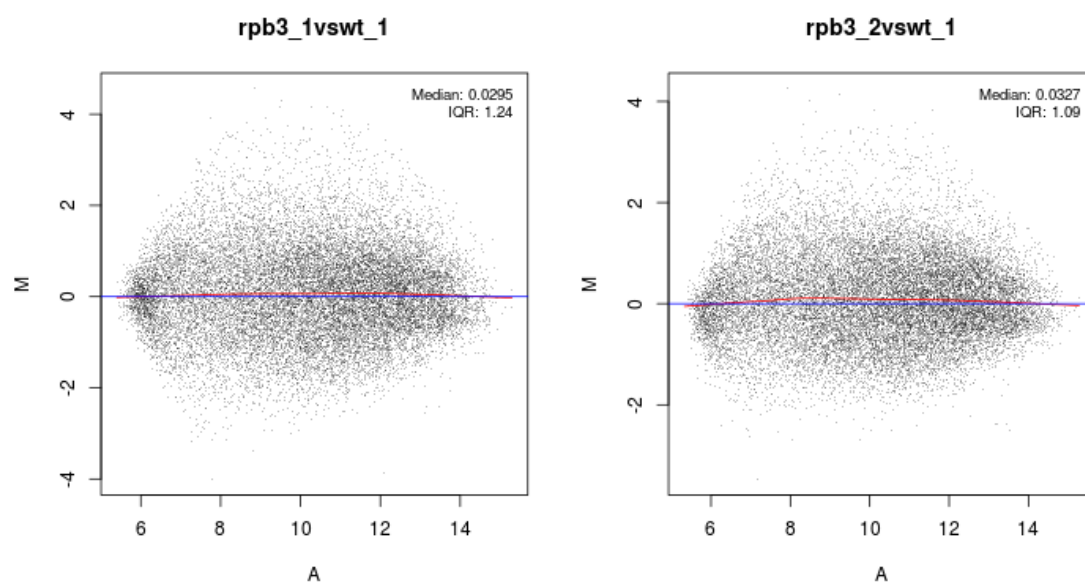 rpb3_1vswt_1
Median: 0.0295
IQR: 1.24
M
4
2
0
-2
-4
6 8 10 12 14
A
rpb3_2vswt_1
Median: 0.0327
IQR: 1.09
M
4
2
0
-2
6 8 10 12 14
A